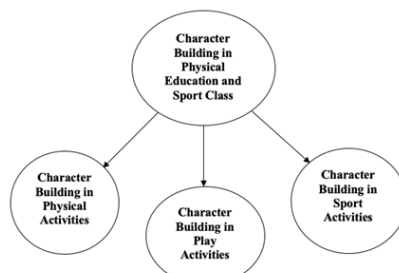 Character
Building in
Physical
Education and
Sport Class
Character
Building in
Physical
Activities
Character
Building in
Play
Activities
Character
Building in
Sport
Activities